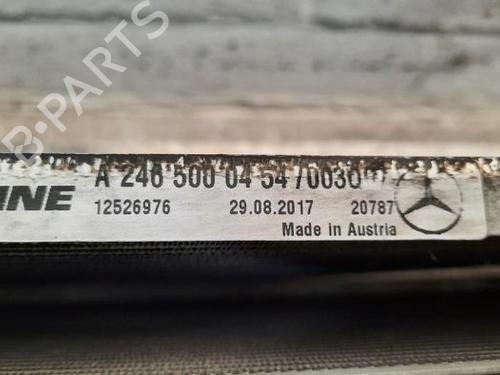 B-PARTS
A 246 500 04 54 /0030
INE
12526976 29.08.2017 20787
Made in Austria